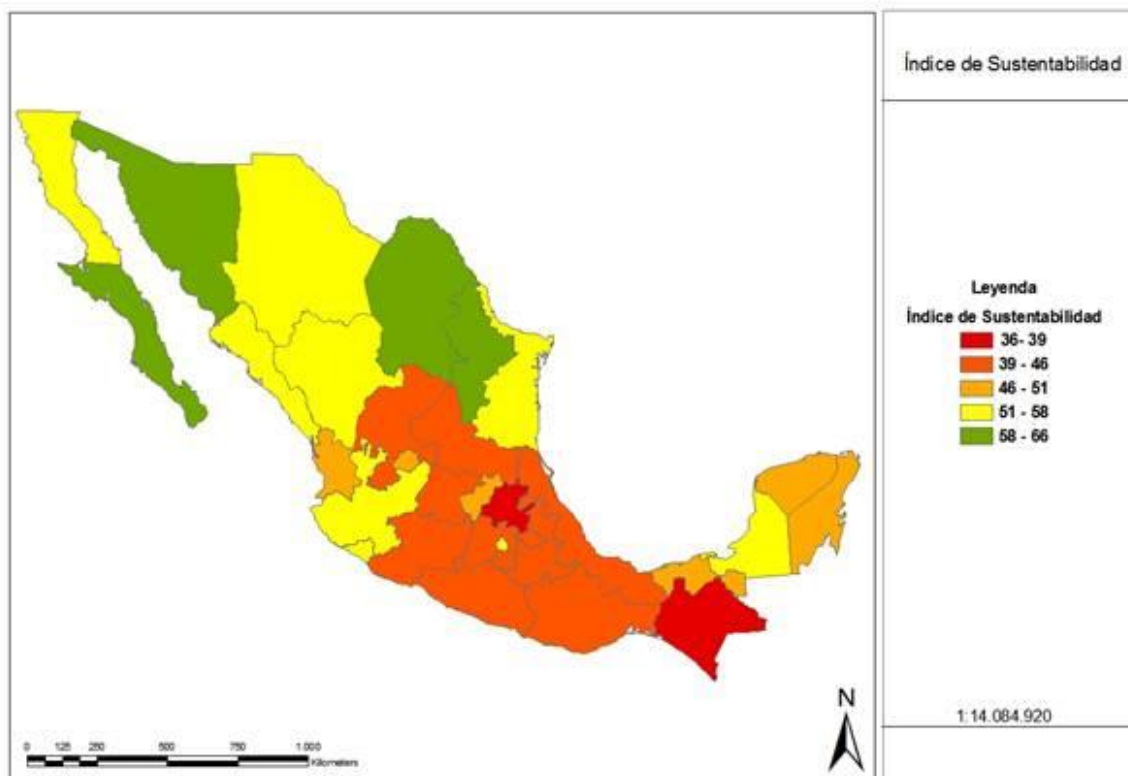 Índice de Sustentabilidad
Leyenda
Índice de Sustentabilidad
36- 39
39 - 46
46 - 51
51 - 58
58 - 66
N
1:14.084.920
0 125 250 500 750 1.000
Kilometers